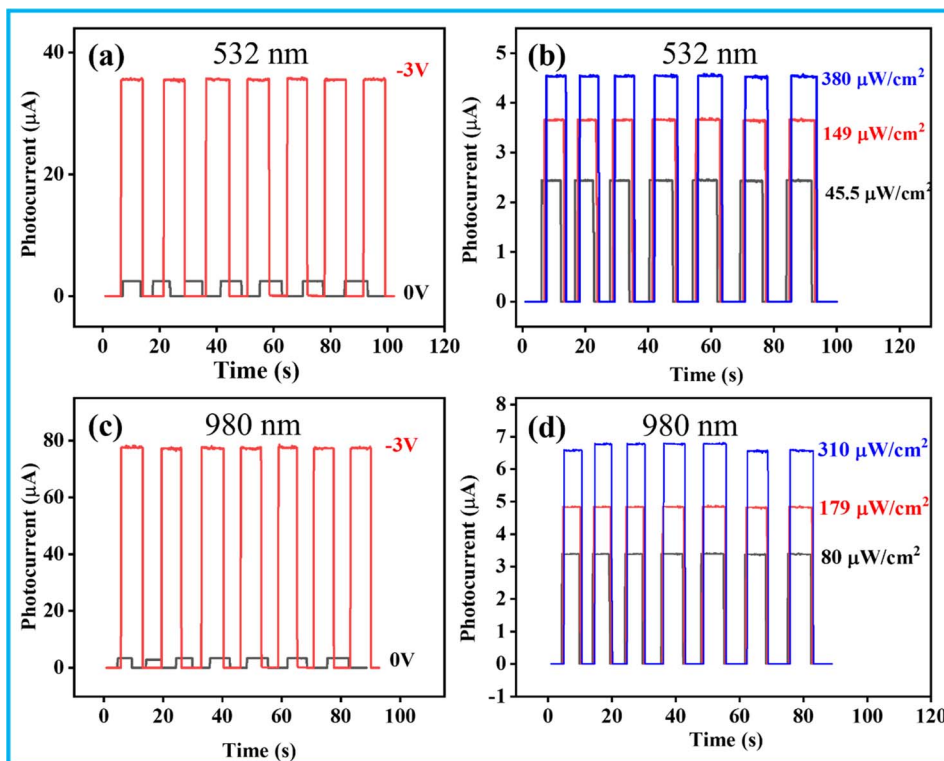 (a) 532 nm
-3V
0V
40
20
0
Photocurrent (µA)
0 20 40 60 80 100 120
Time (s)
(b) 532 nm
380 µW/cm²
149 µW/cm²
45.5 µW/cm²
5
4
3
2
1
0
Photocurrent (µA)
0 20 40 60 80 100 120
Time (s)
(c) 980 nm
-3V
0V
80
60
40
20
0
Photocurrent (µA)
0 20 40 60 80 100
Time (s)
(d) 980 nm
310 µW/cm²
179 µW/cm²
80 µW/cm²
8
7
6
5
4
3
2
1
0
-1
Photocurrent (µA)
0 20 40 60 80 100 120
Time (s)